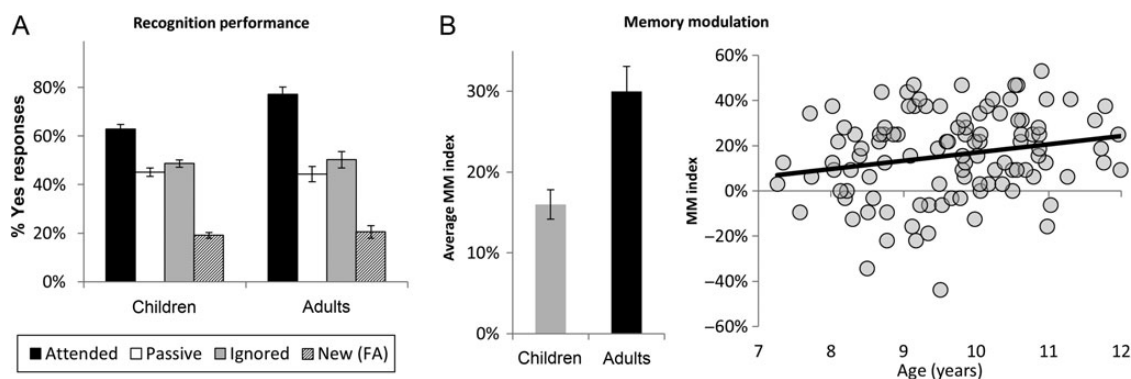 A
Recognition performance
% Yes responses
80%
60%
40%
20%
0%
Children
Adults
Attended
Passive
Ignored
New (FA)
B
Memory modulation
Average MM index
30%
20%
10%
0%
Children
Adults
MM index
60%
40%
20%
0%
−20%
−40%
−60%
7
8
9
10
11
12
Age (years)